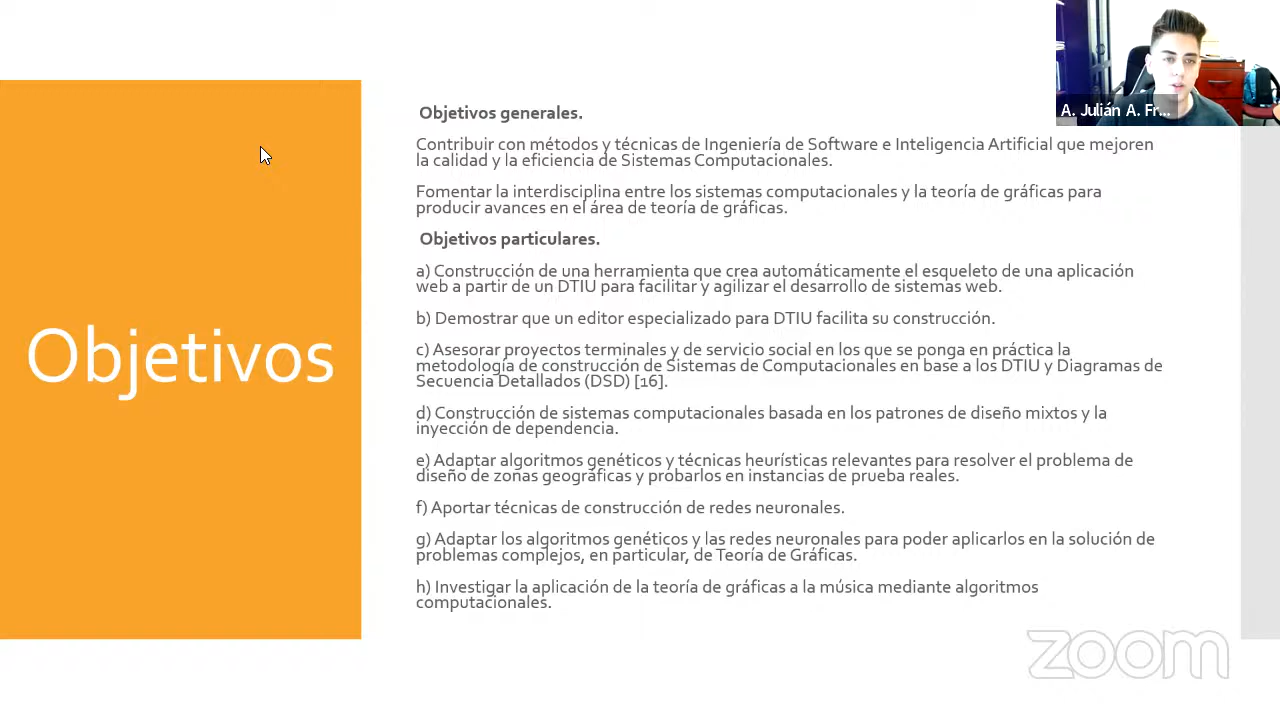 A. Julián A. Fr...
Objetivos
Objetivos generales.
Contribuir con métodos y técnicas de Ingeniería de Software e Inteligencia Artificial que mejoren
la calidad y la eficiencia de Sistemas Computacionales.
Fomentar la interdisciplina entre los sistemas computacionales y la teoría de gráficas para
producir avances en el área de teoría de gráficas.
Objetivos particulares.
a) Construcción de una herramienta que crea automáticamente el esqueleto de una aplicación
web a partir de un DTIU para facilitar y agilizar el desarrollo de sistemas web.
b) Demostrar que un editor especializado para DTIU facilita su construcción.
c) Asesorar proyectos terminales y de servicio social en los que se ponga en práctica la
metodología de construcción de Sistemas de Computacionales en base a los DTIU y Diagramas de
Secuencia Detallados (DSD) [16].
d) Construcción de sistemas computacionales basada en los patrones de diseño mixtos y la
inyección de dependencia.
e) Adaptar algoritmos genéticos y técnicas heurísticas relevantes para resolver el problema de
diseño de zonas geográficas y probarlos en instancias de prueba reales.
f) Aportar técnicas de construcción de redes neuronales.
g) Adaptar los algoritmos genéticos y las redes neuronales para poder aplicarlos en la solución de
problemas complejos, en particular, de Teoría de Gráficas.
h) Investigar la aplicación de la teoría de gráficas a la música mediante algoritmos
computacionales.
zoom